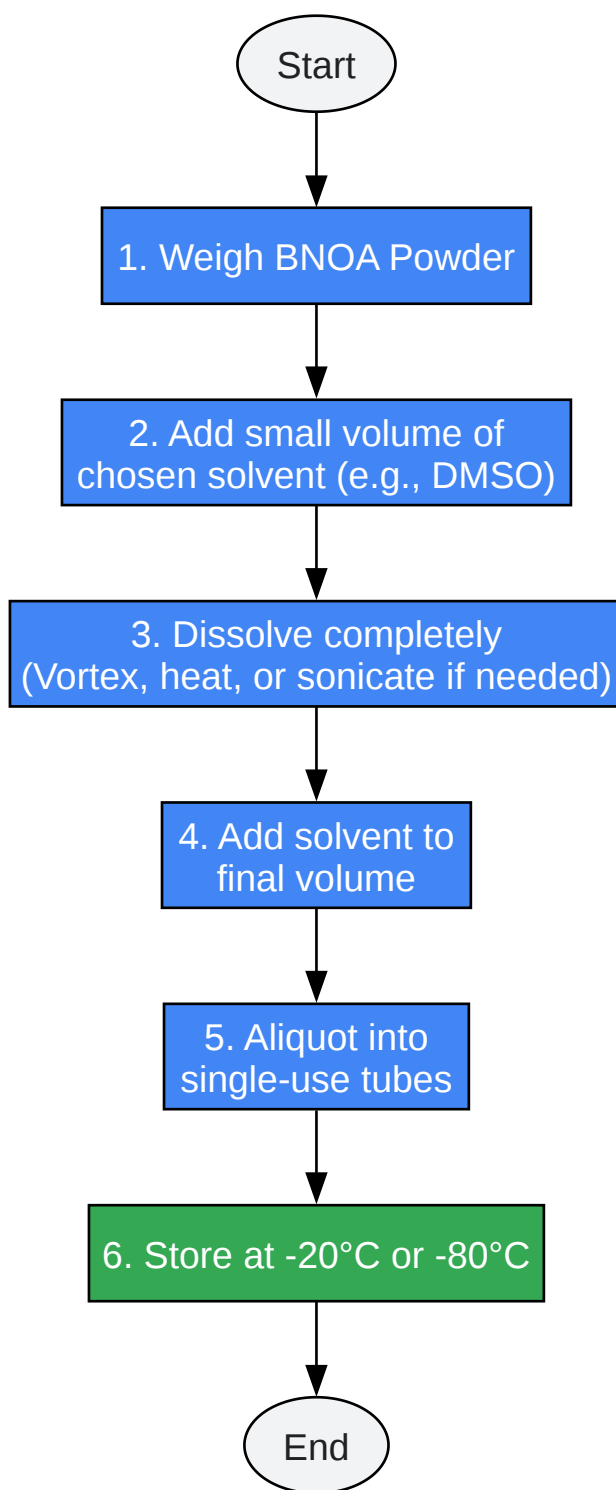 Start
1. Weigh BNOA Powder
2. Add small volume of
chosen solvent (e.g., DMSO)
3. Dissolve completely
(Vortex, heat, or sonicate if needed)
4. Add solvent to
final volume
5. Aliquot into
single-use tubes
6. Store at -20°C or -80°C
End